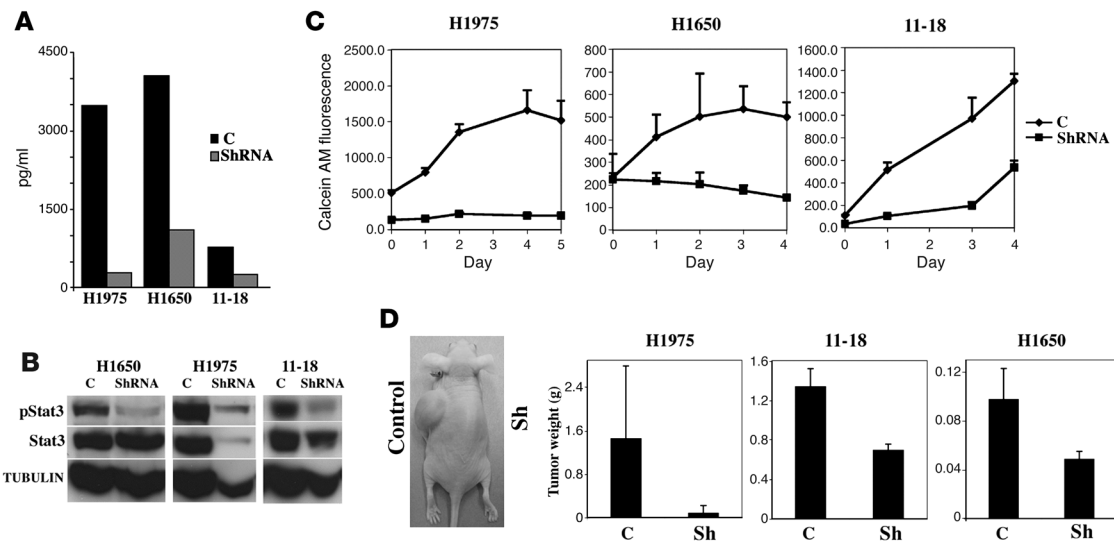 A
4500
3000
1500
0
pg/ml
C
ShRNA
H1975 H1650 11-18
B
H1650 H1975 11-18
C ShRNA C ShRNA C ShRNA
pStat3
Stat3
TUBULIN
C
H1975 H1650 11-18
Calcein AM fluorescence
2500.0
2000.0
1500.0
1000.0
500.0
0.0
0 1 2 3 4 5
Day
800
700
600
500
400
300
200
100
0
0 1 2 3 4
Day
1600.0
1400.0
1200.0
1000.0
800.0
600.0
400.0
200.0
0.0
0 1 2 3 4
Day
C
ShRNA
D
Control
Sh
H1975
Tumor weight (g)
2.4
1.6
0.8
0
C Sh
11-18
1.6
1.2
0.8
0.4
0
C Sh
H1650
0.12
0.08
0.04
0
C Sh